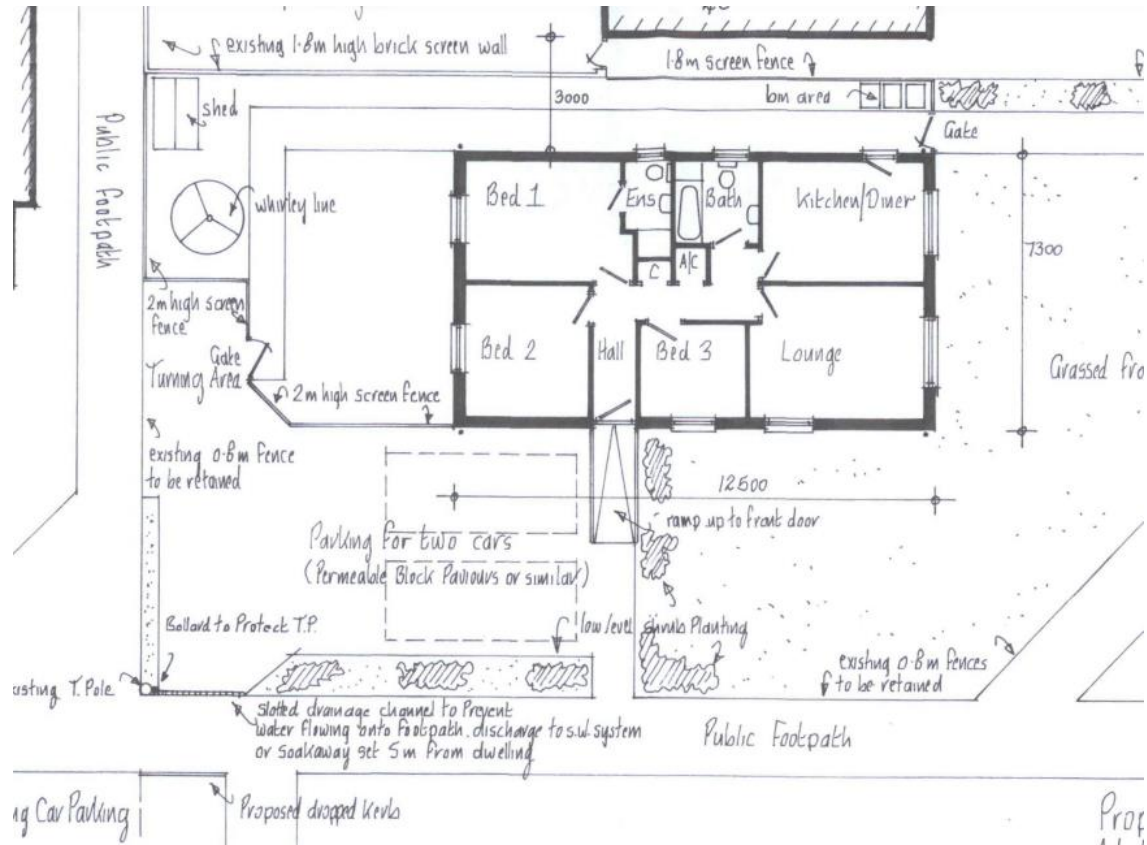 existing 1.8m high brick screen wall
1.8m screen fence
3000
bin area
shed
Gate
Public footpath
whirley line
Bed 1
Ens
Bath
Kitchen/Diner
7300
C
A/C
2m high screen
fence
Gate
Turning Area
2m high screen fence
Bed 2
Hall
Bed 3
Lounge
Grassed fro
existing 0.8m fence
to be retained
12500
ramp up to front door
Parking for two cars
(Permeable Block Paviours or similar)
Bollard to Protect T.P.
low level shrub Planting
existing 0.8m fences
to be retained
isting T. Pole
slotted drainage channel to Prevent
water flowing onto footpath. discharge to s.w. system
or soakaway set 5m from dwelling
Public Footpath
ng Car Parking
Proposed dropped kerb
Prop